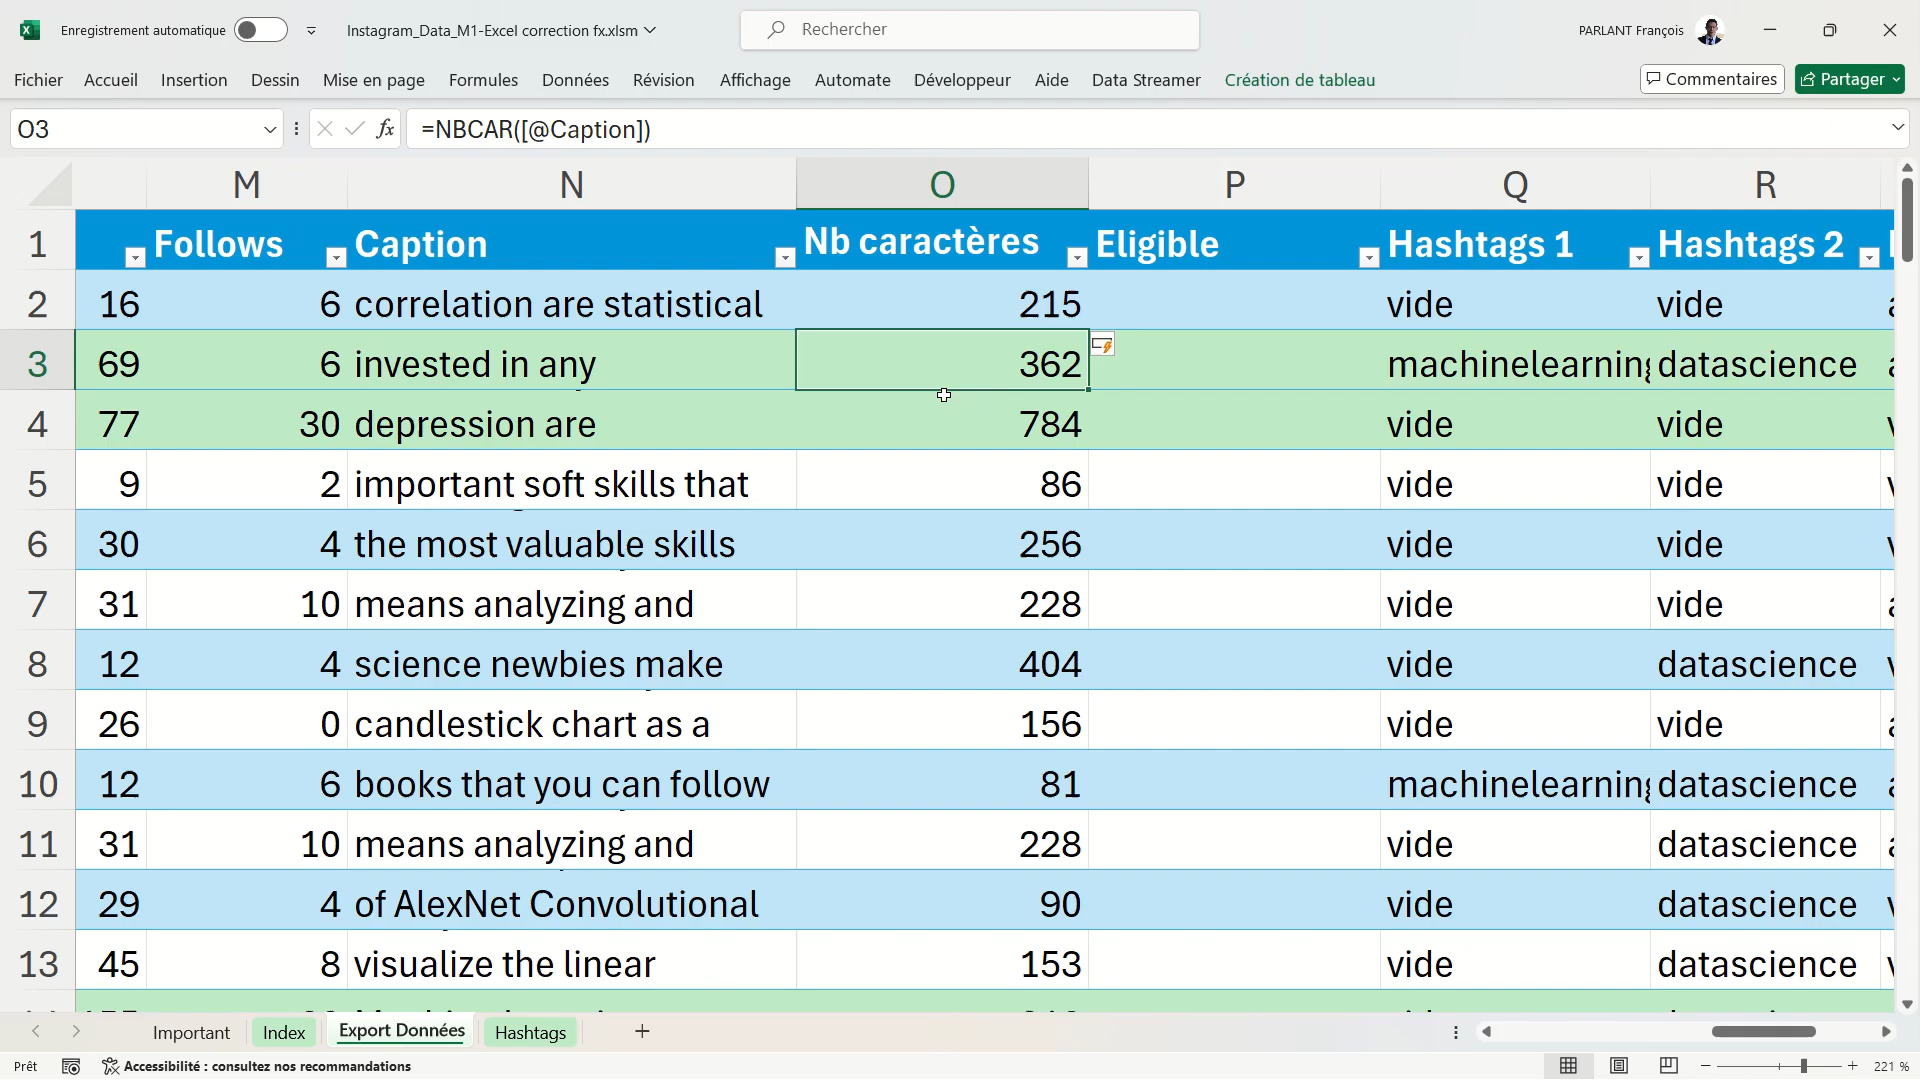 Enregistrement automatique Instagram_Data_M1-Excel correction fx.xlsm Rechercher PARLANT François
Fichier Accueil Insertion Dessin Mise en page Formules Données Révision Affichage Automate Développeur Aide Data Streamer Création de tableau Commentaires Partager
O3 fx =NBCAR([@Caption])
M N O P Q R
1 Follows Caption Nb caractères Eligible Hashtags 1 Hashtags 2
2 16 6 correlation are statistical 215 vide vide
3 69 6 invested in any 362 machinelearning datascience
4 77 30 depression are 784 vide vide
5 9 2 important soft skills that 86 vide vide
6 30 4 the most valuable skills 256 vide vide
7 31 10 means analyzing and 228 vide vide
8 12 4 science newbies make 404 vide datascience
9 26 0 candlestick chart as a 156 vide vide
10 12 6 books that you can follow 81 machinelearning datascience
11 31 10 means analyzing and 228 vide datascience
12 29 4 of AlexNet Convolutional 90 vide datascience
13 45 8 visualize the linear 153 vide datascience
Important Index Export Données Hashtags
Prêt Accessibilité : consultez nos recommandations 221 %